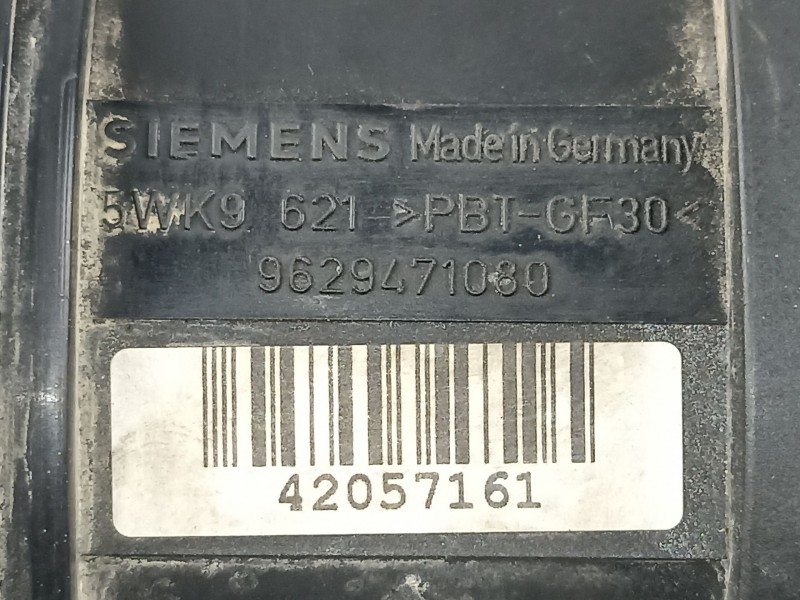 SIEMENS Made in Germany
5WK9 621 >PBT-GF30<
9629471080
42057161